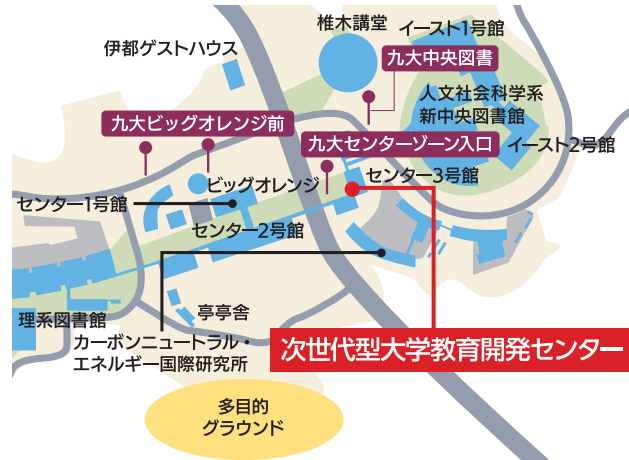 椎木講堂
イースト1号館
伊都ゲストハウス
九大中央図書
人文社会科学系
新中央図書館
九大ビッグオレンジ前
九大センターゾーン入口
イースト2号館
センター3号館
ビッグオレンジ
センター1号館
センター2号館
理系図書館
亭亭舎
カーボンニュートラル・
エネルギー国際研究所
次世代型大学教育開発センター
多目的
グラウンド